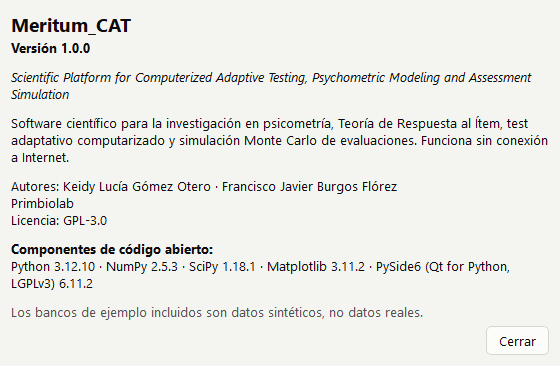 Meritum_CAT
Versión 1.0.0
Scientific Platform for Computerized Adaptive Testing, Psychometric Modeling and Assessment
Simulation
Software científico para la investigación en psicometría, Teoría de Respuesta al Ítem, test
adaptativo computarizado y simulación Monte Carlo de evaluaciones. Funciona sin conexión
a Internet.
Autores: Keidy Lucía Gómez Otero · Francisco Javier Burgos Flórez
Primbiolab
Licencia: GPL-3.0
Componentes de código abierto:
Python 3.12.10 · NumPy 2.5.3 · SciPy 1.18.1 · Matplotlib 3.11.2 · PySide6 (Qt for Python,
LGPLv3) 6.11.2
Los bancos de ejemplo incluidos son datos sintéticos, no datos reales.
Cerrar